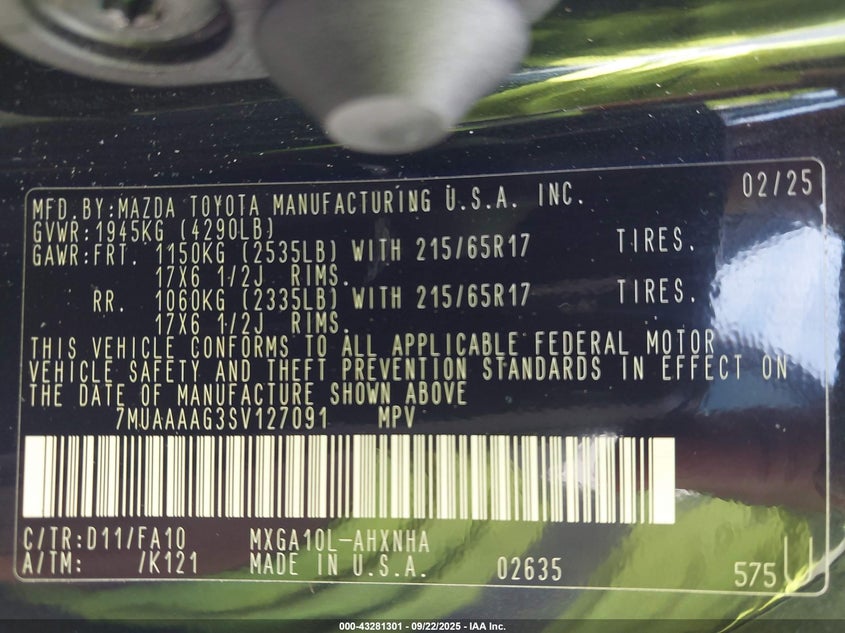 02/25
MFD.BY:MAZDA TOYOTA MANUFACTURING U.S.A. INC.
GVWR:1945KG (4290LB)
GAWR:FRT. 1150KG (2535LB) WITH 215/65R17 TIRES.
17X6 1/2J RIMS.
RR. 1060KG (2335LB) WITH 215/65R17 TIRES.
17X6 1/2J RIMS.
THIS VEHICLE CONFORMS TO ALL APPLICABLE FEDERAL MOTOR
VEHICLE SAFETY AND THEFT PREVENTION STANDARDS IN EFFECT ON
THE DATE OF MANUFACTURE SHOWN ABOVE
7MUAAAAG3SV127091 MPV
C/TR:D11/FA10 MXGA10L-AHXNHA
A/TM: /K121 MADE IN U.S.A. 02635 575U
000-43281301 - 09/22/2025 - IAA Inc.